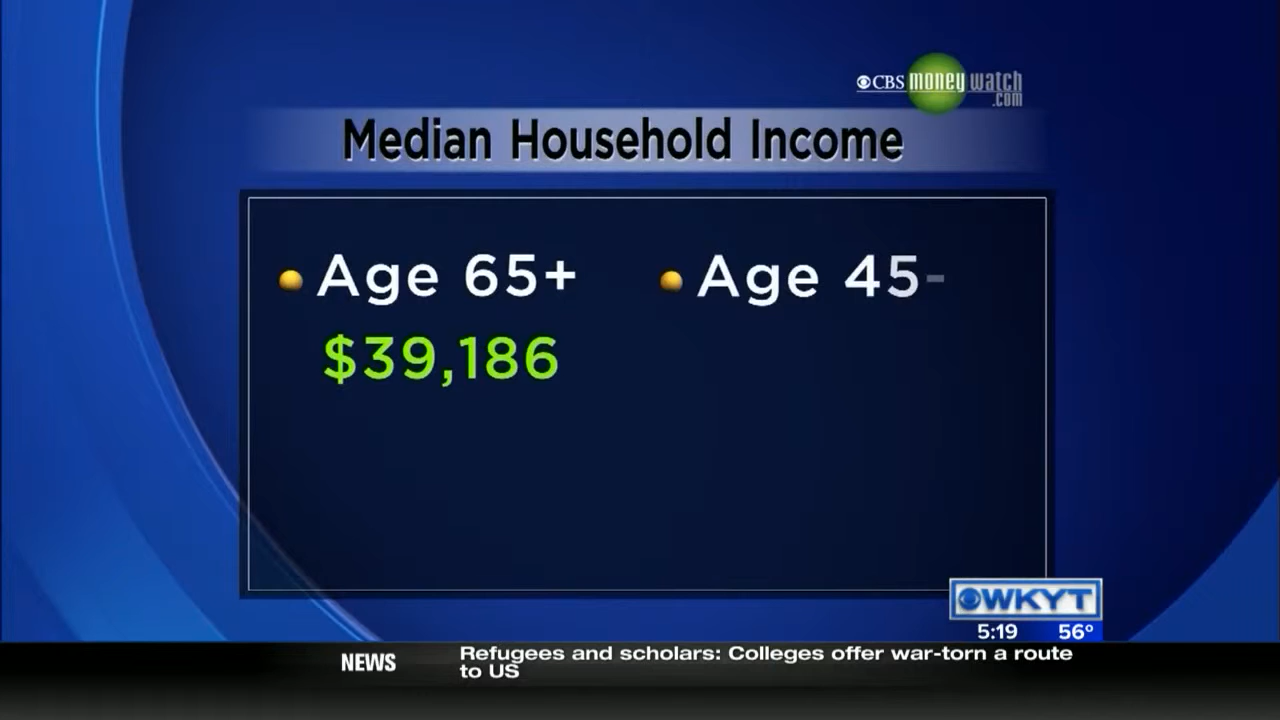 CBS moneywatch
.com
Median Household Income
Age 65+
Age 45-
$39,186
WKYT
5:19 56°
NEWS
Refugees and scholars: Colleges offer war-torn a route
to US